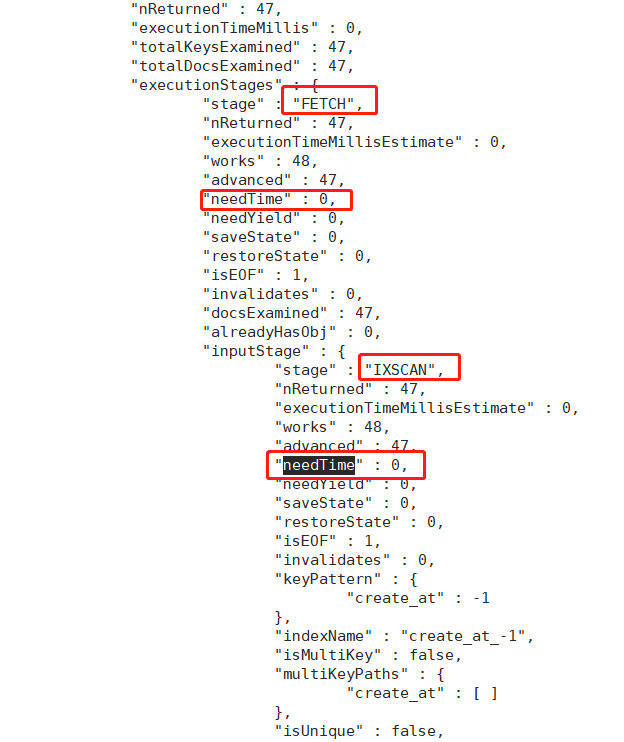 "nReturned" : 47,
"executionTimeMillis" : 0,
"totalKeysExamined" : 47,
"totalDocsExamined" : 47,
"executionStages" : {
"stage" : "FETCH",
"nReturned" : 47,
"executionTimeMillisEstimate" : 0,
"works" : 48,
"advanced" : 47,
"needTime" : 0,
"needYield" : 0,
"saveState" : 0,
"restoreState" : 0,
"isEOF" : 1,
"invalidates" : 0,
"docsExamined" : 47,
"alreadyHasObj" : 0,
"inputStage" : {
"stage" : "IXSCAN",
"nReturned" : 47,
"executionTimeMillisEstimate" : 0,
"works" : 48,
"advanced" : 47,
"needTime" : 0,
"needYield" : 0,
"saveState" : 0,
"restoreState" : 0,
"isEOF" : 1,
"invalidates" : 0,
"keyPattern" : {
"create_at" : -1
},
"indexName" : "create_at_-1",
"isMultiKey" : false,
"multiKeyPaths" : {
"create_at" : [ ]
},
"isUnique" : false,